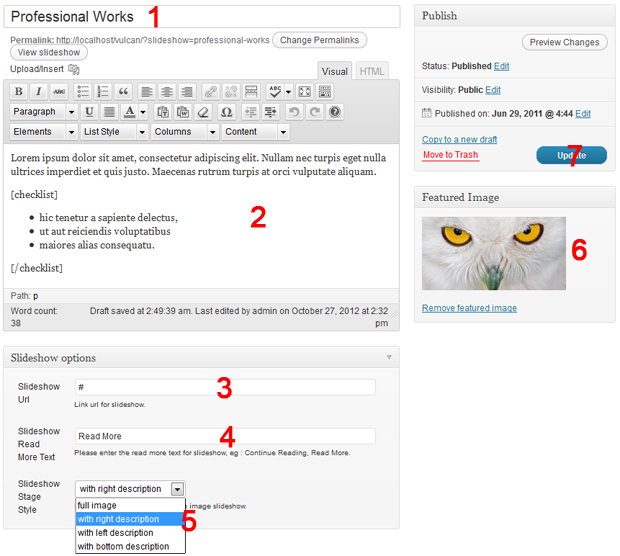 Professional Works 1
Permalink: http://localhost/vulcan/?slideshow=professional-works Change Permalinks
View slideshow
Upload/Insert
Visual HTML
B I ABC ABC
Paragraph U A Ω
Elements List Style Columns Content
Lorem ipsum dolor sit amet, consectetur adipiscing elit. Nullam nec turpis eget nulla
ultrices imperdiet et quis justo. Maecenas rutrum turpis at orci vulputate aliquam.
[checklist]
hic tenetur a sapiente delectus,
2
ut aut reiciendis voluptatibus
maiores alias consequatu.
[/checklist]
Path: p
Word count: 38
Draft saved at 2:49:39 am. Last edited by admin on October 27, 2012 at 2:32 pm
Slideshow options
Slideshow Url
# 3
Link url for slideshow.
Slideshow Read More Text
Read More 4
Please enter the read more text for slideshow, eg : Continue Reading, Read More.
Slideshow Stage Style
with right description
image slideshow.
full image
with right description 5
with left description
with bottom description
Publish
Preview Changes
Status: Published Edit
Visibility: Public Edit
Published on: Jun 29, 2011 @ 4:44 Edit
Copy to a new draft
Move to Trash
Update 7
Featured Image
6
Remove featured image